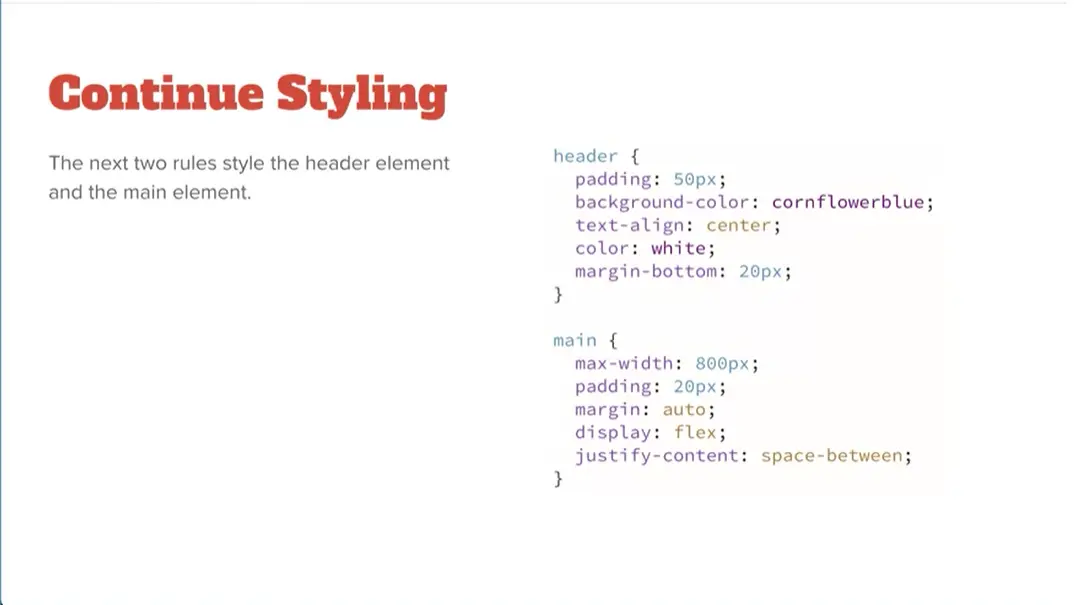 Continue Styling
The next two rules style the header element
and the main element.
header {
  padding: 50px;
  background-color: cornflowerblue;
  text-align: center;
  color: white;
  margin-bottom: 20px;
}

main {
  max-width: 800px;
  padding: 20px;
  margin: auto;
  display: flex;
  justify-content: space-between;
}